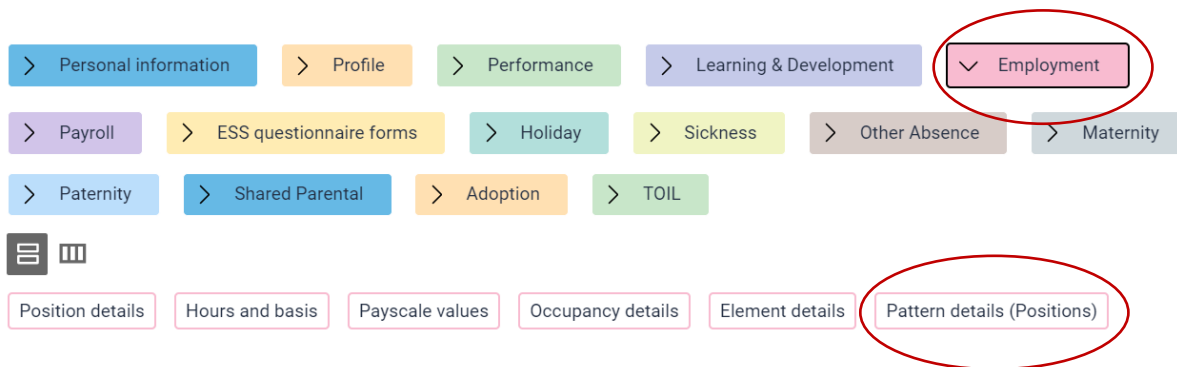 Personal information Profile Performance Learning & Development Employment
Payroll ESS questionnaire forms Holiday Sickness Other Absence Maternity
Paternity Shared Parental Adoption TOIL
Position details Hours and basis Payscale values Occupancy details Element details Pattern details (Positions)